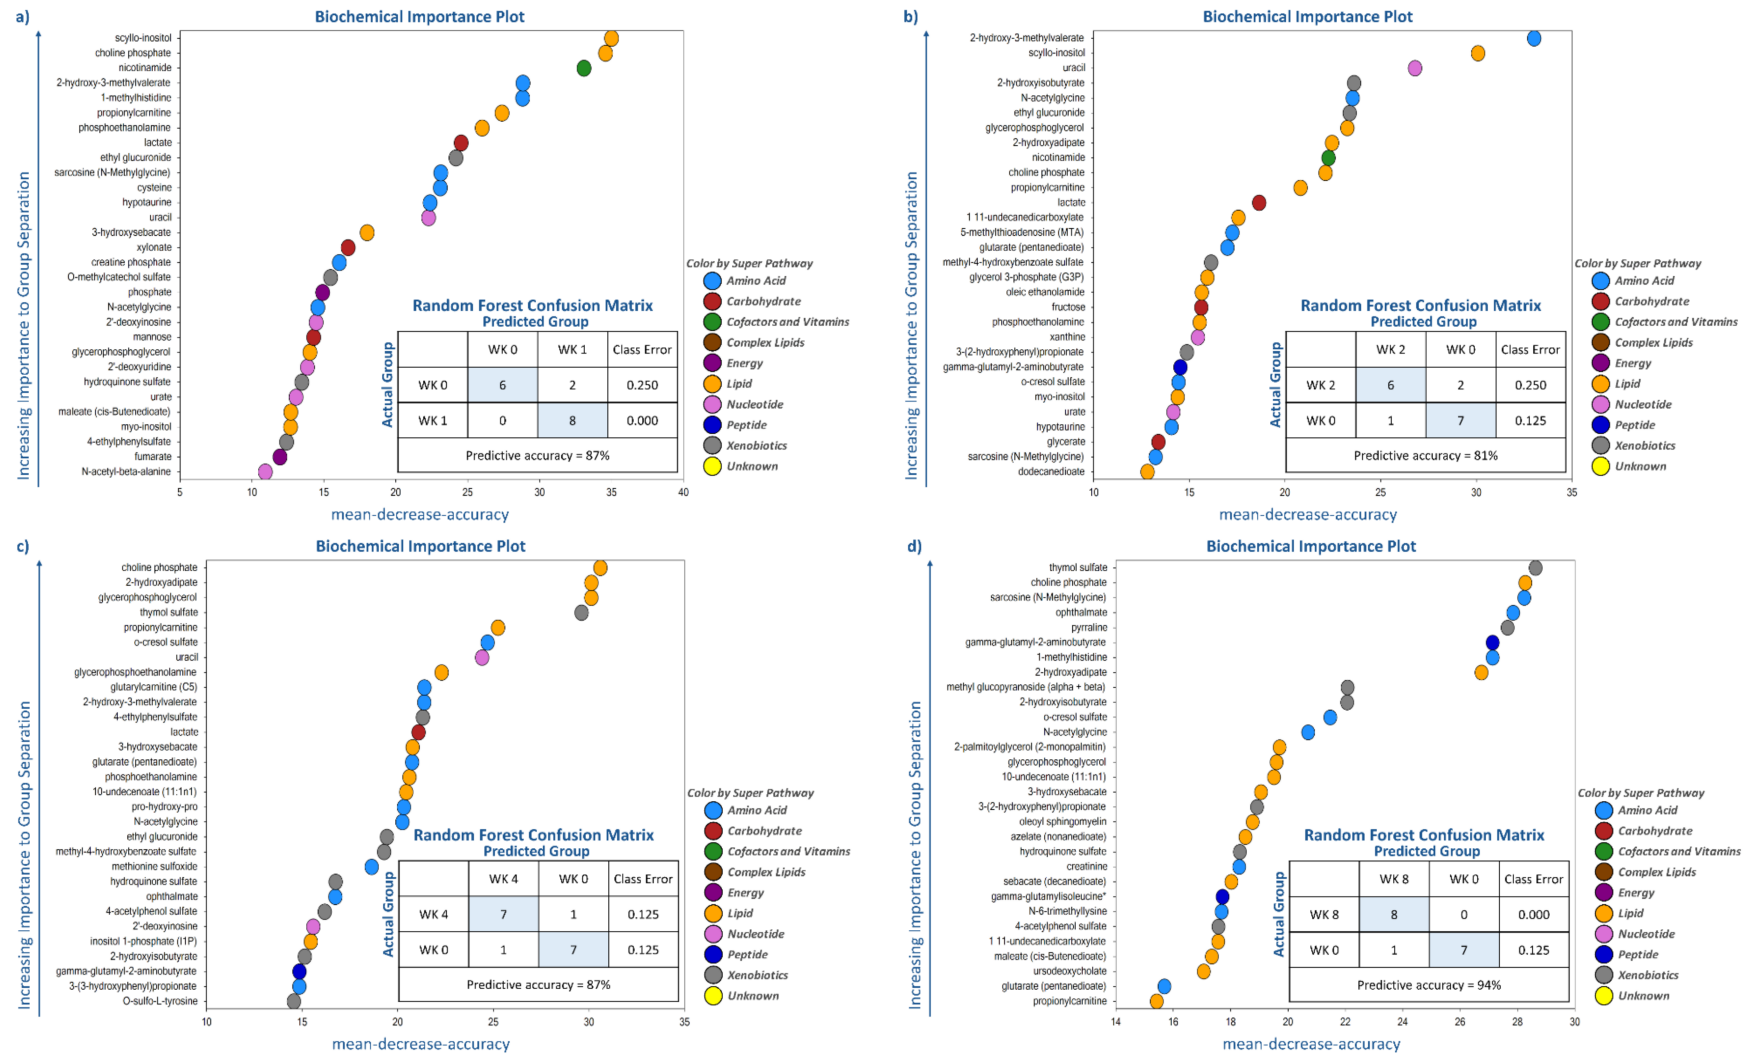 a)
Biochemical Importance Plot
Increasing Importance to Group Separation
scyllo-inositol
choline phosphate
nicotinamide
2-hydroxy-3-methylvalerate
1-methylhistidine
propionylcarnitine
phosphoethanolamine
lactate
ethyl glucuronide
sarcosine (N-Methylglycine)
cysteine
hypotaurine
uracil
3-hydroxysebacate
xylonate
creatine phosphate
O-methylcatechol sulfate
phosphate
N-acetylglycine
2'-deoxyinosine
mannose
glycerophosphoglycerol
2'-deoxyuridine
hydroquinone sulfate
urate
maleate (cis-Butenedioate)
myo-inositol
4-ethylphenylsulfate
fumarate
N-acetyl-beta-alanine
5 10 15 20 25 30 35 40
mean-decrease-accuracy
Random Forest Confusion Matrix
Predicted Group
Actual Group
WK 0 WK 1 Class Error
WK 0 6 2 0.250
WK 1 0 8 0.000
Predictive accuracy = 87%
Color by Super Pathway
Amino Acid
Carbohydrate
Cofactors and Vitamins
Complex Lipids
Energy
Lipid
Nucleotide
Peptide
Xenobiotics
Unknown
b)
Biochemical Importance Plot
Increasing Importance to Group Separation
2-hydroxy-3-methylvalerate
scyllo-inositol
uracil
2-hydroxyisobutyrate
N-acetylglycine
ethyl glucuronide
glycerophosphoglycerol
2-hydroxyadipate
nicotinamide
choline phosphate
propionylcarnitine
lactate
1 11-undecanedicarboxylate
5-methylthioadenosine (MTA)
glutarate (pentanedioate)
methyl-4-hydroxybenzoate sulfate
glycerol 3-phosphate (G3P)
oleic ethanolamide
fructose
phosphoethanolamine
xanthine
3-(2-hydroxyphenyl)propionate
gamma-glutamyl-2-aminobutyrate
o-cresol sulfate
myo-inositol
urate
hypotaurine
glycerate
sarcosine (N-Methylglycine)
dodecanedioate
10 15 20 25 30 35
mean-decrease-accuracy
Random Forest Confusion Matrix
Predicted Group
Actual Group
WK 2 WK 0 Class Error
WK 2 6 2 0.250
WK 0 1 7 0.125
Predictive accuracy = 81%
Color by Super Pathway
Amino Acid
Carbohydrate
Cofactors and Vitamins
Complex Lipids
Energy
Lipid
Nucleotide
Peptide
Xenobiotics
Unknown
c)
Biochemical Importance Plot
Increasing Importance to Group Separation
choline phosphate
2-hydroxyadipate
glycerophosphoglycerol
thymol sulfate
propionylcarnitine
o-cresol sulfate
uracil
glycerophosphoethanolamine
glutarylcarnitine (C5)
2-hydroxy-3-methylvalerate
4-ethylphenylsulfate
lactate
3-hydroxysebacate
glutarate (pentanedioate)
phosphoethanolamine
10-undecenoate (11:1n1)
pro-hydroxy-pro
N-acetylglycine
ethyl glucuronide
methyl-4-hydroxybenzoate sulfate
methionine sulfoxide
hydroquinone sulfate
ophthalmate
4-acetylphenol sulfate
2'-deoxyinosine
inositol 1-phosphate (I1P)
2-hydroxyisobutyrate
gamma-glutamyl-2-aminobutyrate
3-(3-hydroxyphenyl)propionate
O-sulfo-L-tyrosine
10 15 20 25 30 35
mean-decrease-accuracy
Random Forest Confusion Matrix
Predicted Group
Actual Group
WK 4 WK 0 Class Error
WK 4 7 1 0.125
WK 0 1 7 0.125
Predictive accuracy = 87%
Color by Super Pathway
Amino Acid
Carbohydrate
Cofactors and Vitamins
Complex Lipids
Energy
Lipid
Nucleotide
Peptide
Xenobiotics
Unknown
d)
Biochemical Importance Plot
Increasing Importance to Group Separation
thymol sulfate
choline phosphate
sarcosine (N-Methylglycine)
ophthalmate
pyrraline
gamma-glutamyl-2-aminobutyrate
1-methylhistidine
2-hydroxyadipate
methyl glucopyranoside (alpha + beta)
2-hydroxyisobutyrate
o-cresol sulfate
N-acetylglycine
2-palmitoylglycerol (2-monopalmitin)
glycerophosphoglycerol
10-undecenoate (11:1n1)
3-hydroxysebacate
3-(2-hydroxyphenyl)propionate
oleoyl sphingomyelin
azelate (nonanedioate)
hydroquinone sulfate
creatinine
sebacate (decanedioate)
gamma-glutamylisoleucine*
N-6-trimethyllysine
4-acetylphenol sulfate
1 11-undecanedicarboxylate
maleate (cis-Butenedioate)
ursodeoxycholate
glutarate (pentanedioate)
propionylcarnitine
14 16 18 20 22 24 26 28 30
mean-decrease-accuracy
Random Forest Confusion Matrix
Predicted Group
Actual Group
WK 8 WK 0 Class Error
WK 8 8 0 0.000
WK 0 1 7 0.125
Predictive accuracy = 94%
Color by Super Pathway
Amino Acid
Carbohydrate
Cofactors and Vitamins
Complex Lipids
Energy
Lipid
Nucleotide
Peptide
Xenobiotics
Unknown